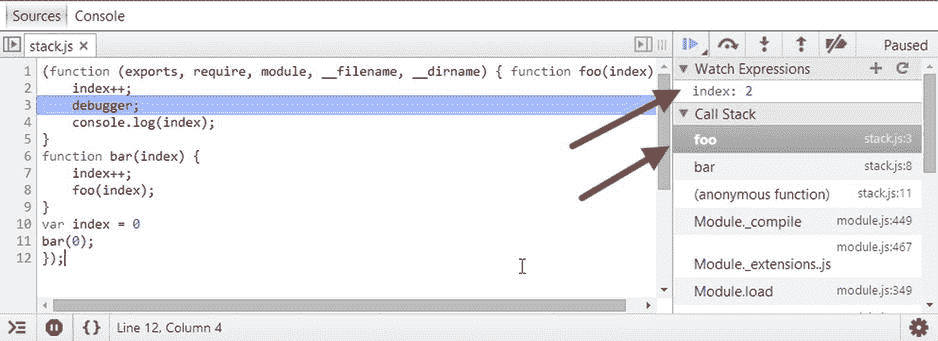 Sources Console
stack.js ×
Paused
1 (function (exports, require, module, __filename, __dirname) { function foo(index)
2 index++;
3 debugger;
4 console.log(index);
5 }
6 function bar(index) {
7 index++;
8 foo(index);
9 }
10 var index = 0
11 bar(0);
12 });
Watch Expressions
index: 2
Call Stack
foo stack.js:3
bar stack.js:8
(anonymous function) stack.js:11
Module._compile module.js:449
module.js:467
Module._extensions..js
Module.load module.js:349
{} Line 12, Column 4